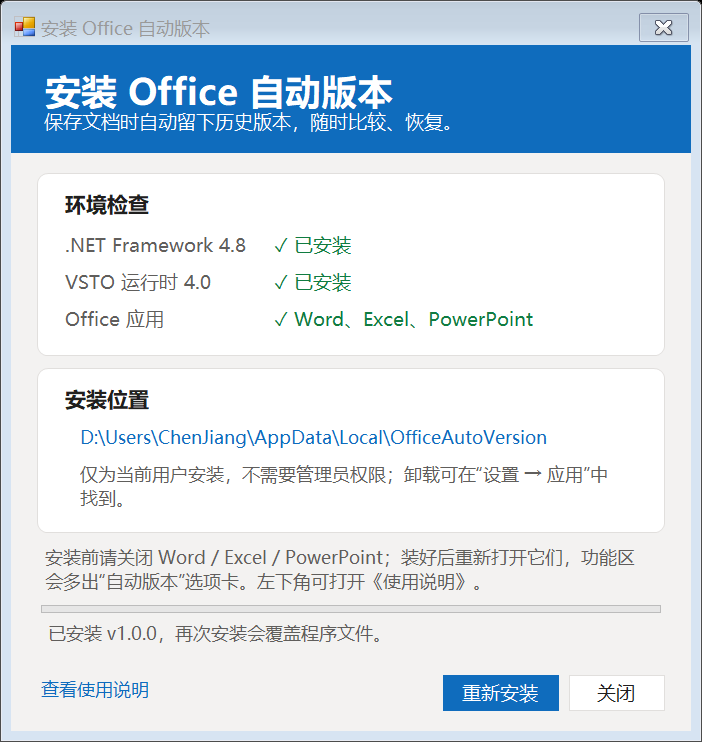 安装 Office 自动版本
安装 Office 自动版本
保存文档时自动留下历史版本，随时比较、恢复。
环境检查
.NET Framework 4.8 ✓ 已安装
VSTO 运行时 4.0 ✓ 已安装
Office 应用 ✓ Word、Excel、PowerPoint
安装位置
D:\Users\ChenJiang\AppData\Local\OfficeAutoVersion
仅为当前用户安装，不需要管理员权限；卸载可在“设置 → 应用”中
找到。
安装前请关闭 Word / Excel / PowerPoint；装好后重新打开它们，功能区
会多出“自动版本”选项卡。左下角可打开《使用说明》。
已安装 v1.0.0，再次安装会覆盖程序文件。
查看使用说明 重新安装 关闭